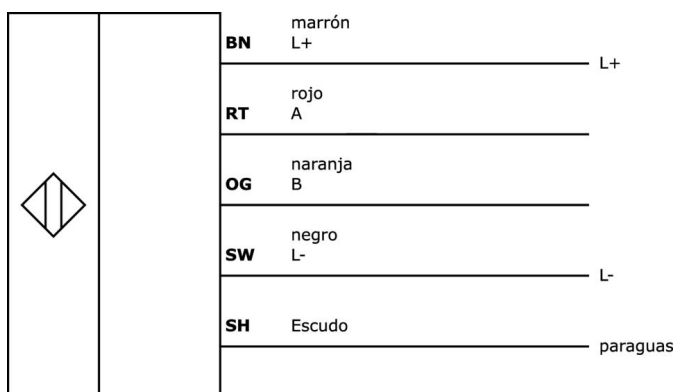 marrón
BN L+
L+
rojo
RT A
naranja
OG B
negro
SW L-
L-
SH Escudo
paraguas